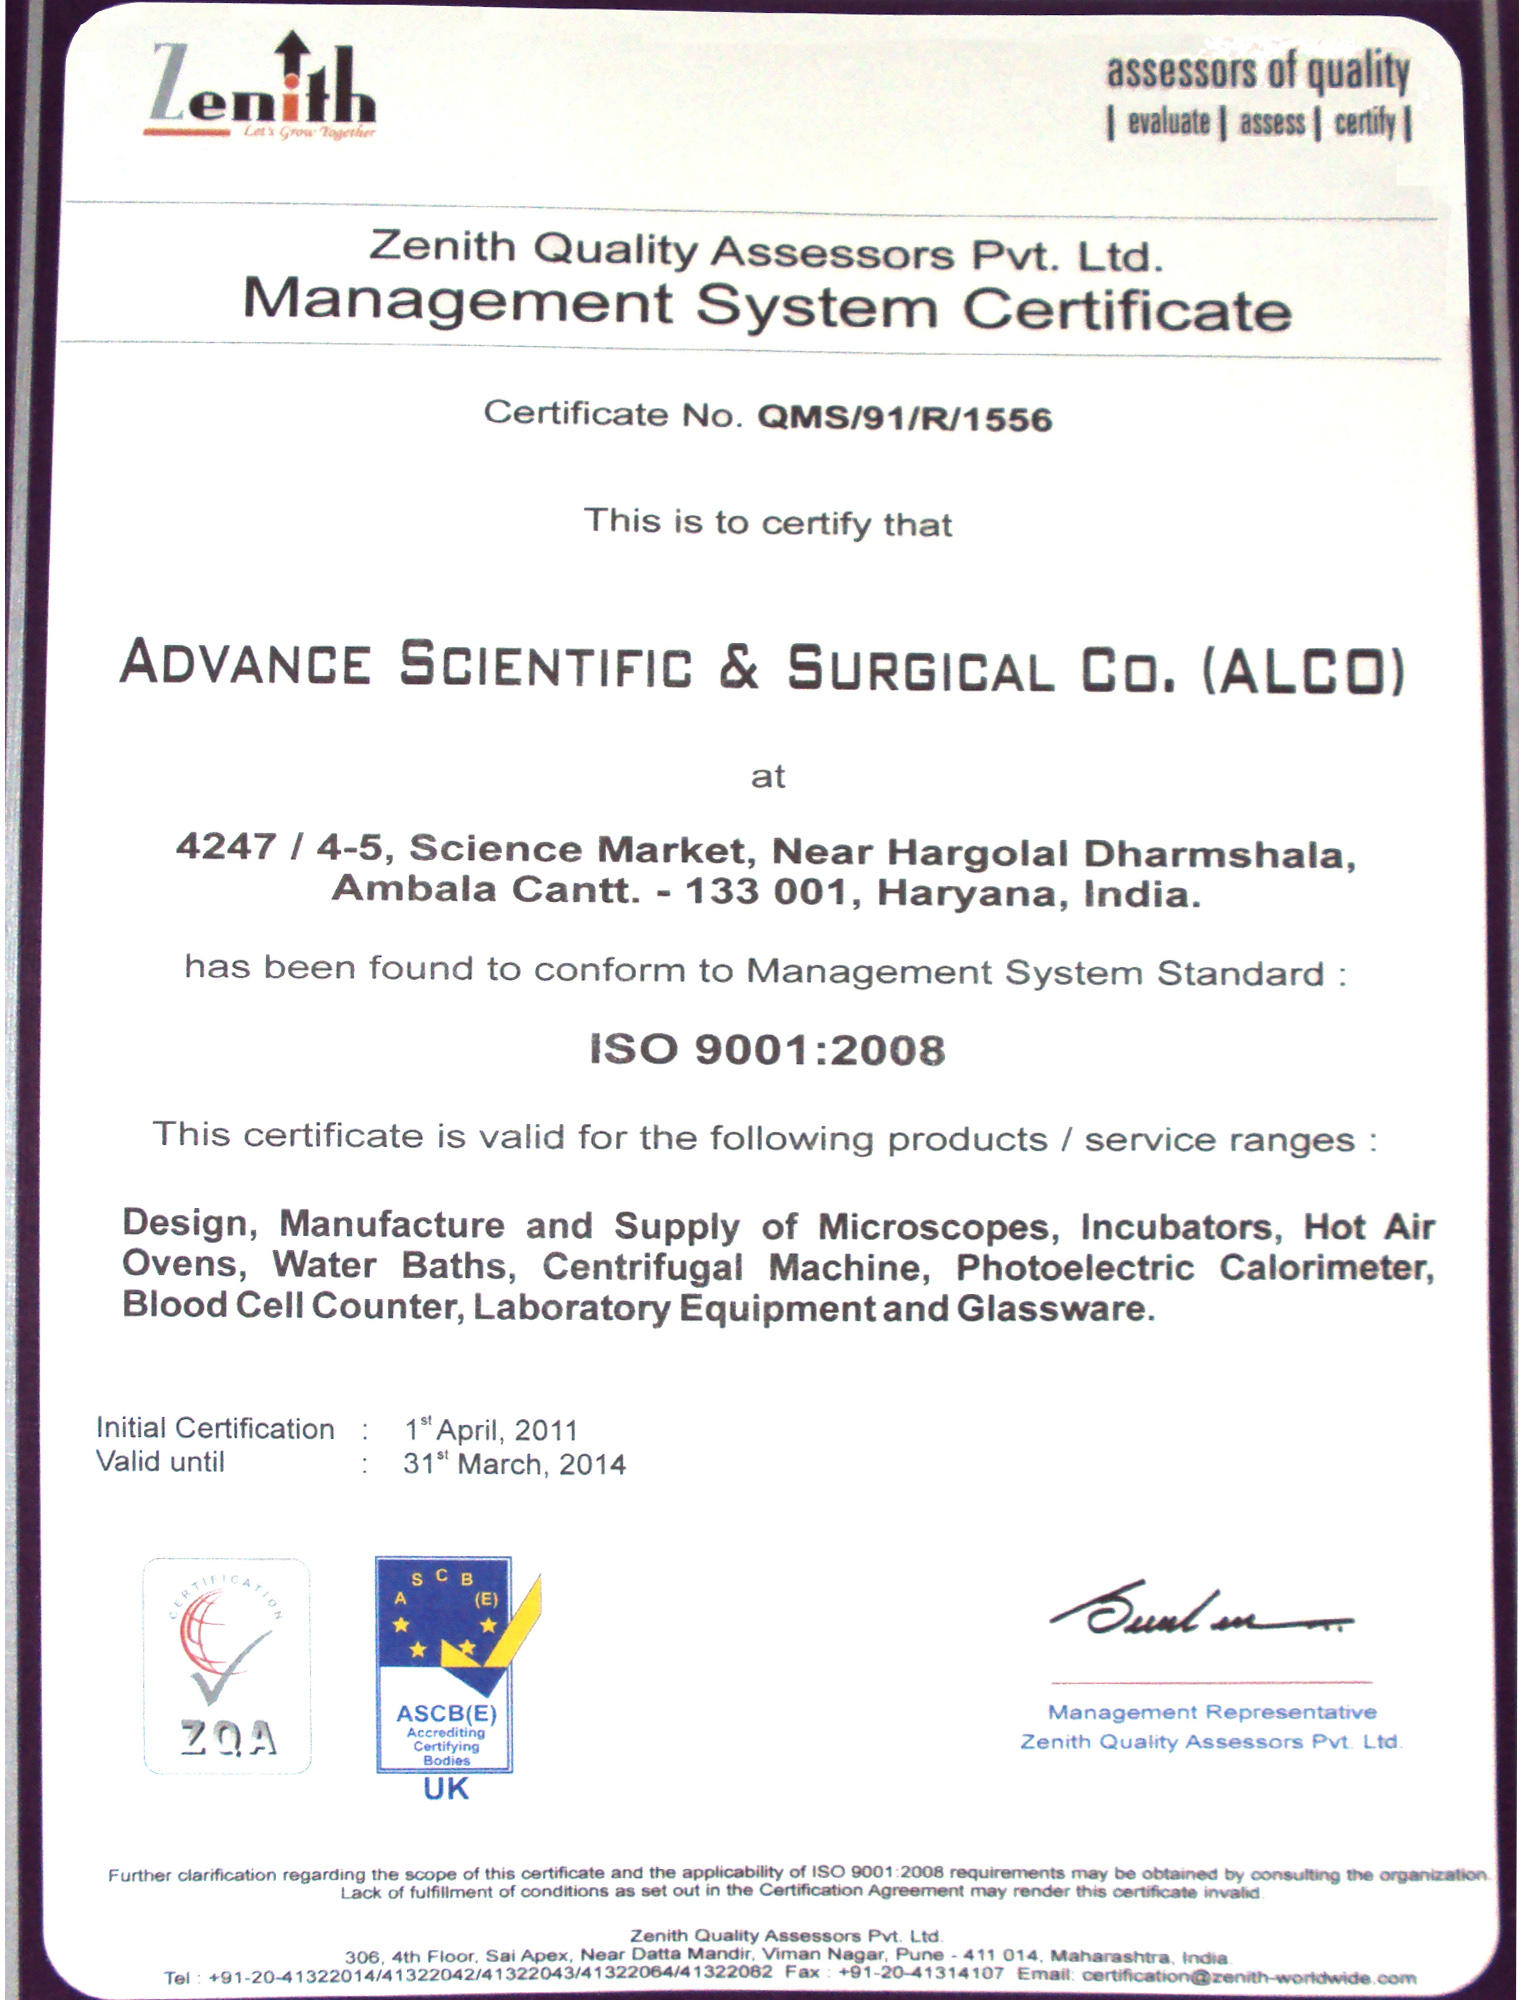 Zenith
Let's Grow Together
assessors of quality
| evaluate | assess | certify |
Zenith Quality Assessors Pvt. Ltd.
Management System Certificate
Certificate No. QMS/91/R/1556
This is to certify that
ADVANCE SCIENTIFIC & SURGICAL CO. (ALCO)
at
4247 / 4-5, Science Market, Near Hargolal Dharmshala,
Ambala Cantt. - 133 001, Haryana, India.
has been found to conform to Management System Standard :
ISO 9001:2008
This certificate is valid for the following products / service ranges :
Design, Manufacture and Supply of Microscopes, Incubators, Hot Air
Ovens, Water Baths, Centrifugal Machine, Photoelectric Calorimeter,
Blood Cell Counter, Laboratory Equipment and Glassware.
Initial Certification : 1st April, 2011
Valid until : 31st March, 2014
CERTIFICATION
ZQA
A S C B (E)
ASCB(E)
Accrediting
Certifying
Bodies
UK
Management Representative
Zenith Quality Assessors Pvt. Ltd.
Further clarification regarding the scope of this certificate and the applicability of ISO 9001:2008 requirements may be obtained by consulting the organization.
Lack of fulfillment of conditions as set out in the Certification Agreement may render this certificate invalid.
Zenith Quality Assessors Pvt. Ltd.
306, 4th Floor, Sai Apex, Near Datta Mandir, Viman Nagar, Pune - 411 014, Maharashtra, India.
Tel : +91-20-41322014/41322042/41322043/41322064/41322082 Fax : +91-20-41314107 Email: certification@zenith-worldwide.com